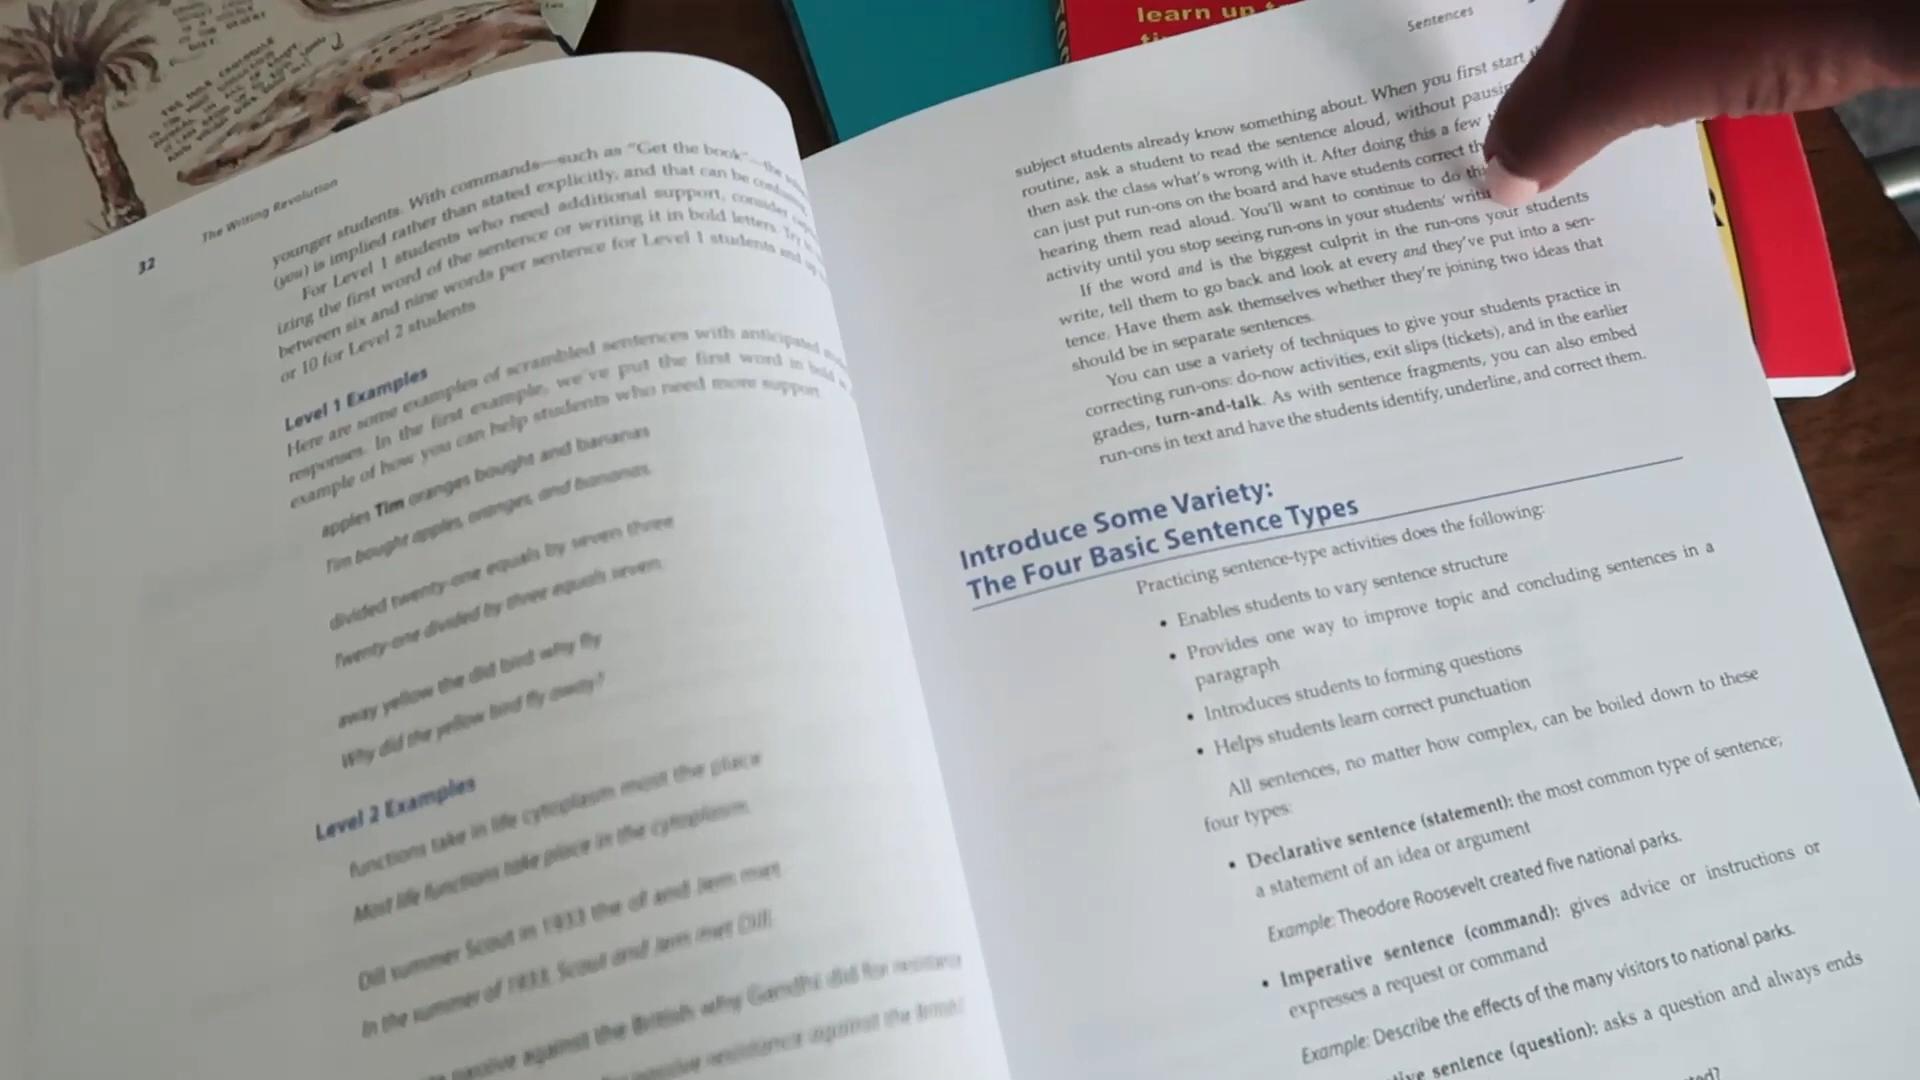 learn up
Sentences
32
The Writing Revolution
younger students. With commands—such as “Get the book”—the
(you) is implied rather than stated explicitly, and that can be
For Level 1 students who need additional support, consider
izing the first word of the sentence or writing it in bold letters. Try
between six and nine words per sentence for Level 1 students and up
or 10 for Level 2 students
Level 1 Examples
Here are some examples of scrambled sentences with anticipated
responses. In the first example, we’ve put the first word in bold
example of how you can help students who need more support.
apples Tim oranges bought and bananas
Tim bought apples, oranges, and bananas.
divided twenty-one equals by seven three
Twenty-one divided by three equals seven.
away yellow the did bird why fly
Why did the yellow bird fly away?
Level 2 Examples
functions take in life cytoplasm most the place
Most life functions take place in the cytoplasm.
Dill summer Scout in 1933 the of and Jem met
In the summer of 1933, Scout and Jem met Dill.
passive against the British why Gandhi did for resistance
resistance against the
subject students already know something about. When you first start
routine, ask a student to read the sentence aloud, without
then ask the class what’s wrong with it. After doing this a few
can just put run-ons on the board and have students correct
hearing them read aloud. You’ll want to continue to do
activity until you stop seeing run-ons in your students’
If the word and is the biggest culprit in the run-ons your students
write, tell them to go back and look at every and they’ve put into a sen-
tence. Have them ask themselves whether they’re joining two ideas that
should be in separate sentences.
You can use a variety of techniques to give your students practice in
correcting run-ons: do-now activities, exit slips (tickets), and in the earlier
grades, turn-and-talk. As with sentence fragments, you can also embed
run-ons in text and have the students identify, underline, and correct them.
Introduce Some Variety:
The Four Basic Sentence Types
Practicing sentence-type activities does the following:
• Enables students to vary sentence structure
• Provides one way to improve topic and concluding sentences in a
paragraph
• Introduces students to forming questions
• Helps students learn correct punctuation
All sentences, no matter how complex, can be boiled down to these
four types:
• Declarative sentence (statement): the most common type of sentence;
a statement of an idea or argument
Example: Theodore Roosevelt created five national parks.
• Imperative sentence (command): gives advice or instructions or
expresses a request or command
Example: Describe the effects of the many visitors to national parks.
sentence (question): asks a question and always ends